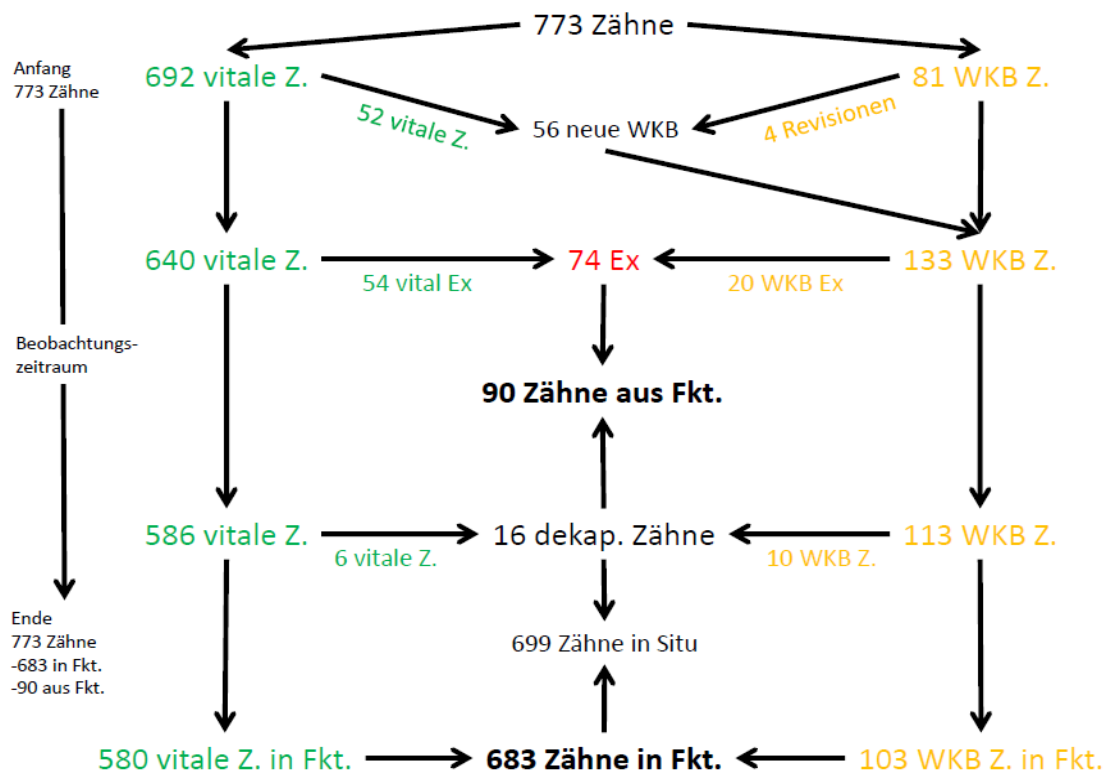 773 Zähne
Anfang
773 Zähne
692 vitale Z.
81 WKB Z.
52 vitale Z.
56 neue WKB
4 Revisionen
640 vitale Z.
74 Ex
133 WKB Z.
54 vital Ex
20 WKB Ex
Beobachtungs-
zeitraum
90 Zähne aus Fkt.
586 vitale Z.
16 dekap. Zähne
113 WKB Z.
6 vitale Z.
10 WKB Z.
Ende
773 Zähne
-683 in Fkt.
-90 aus Fkt.
699 Zähne in Situ
580 vitale Z. in Fkt.
683 Zähne in Fkt.
103 WKB Z. in Fkt.